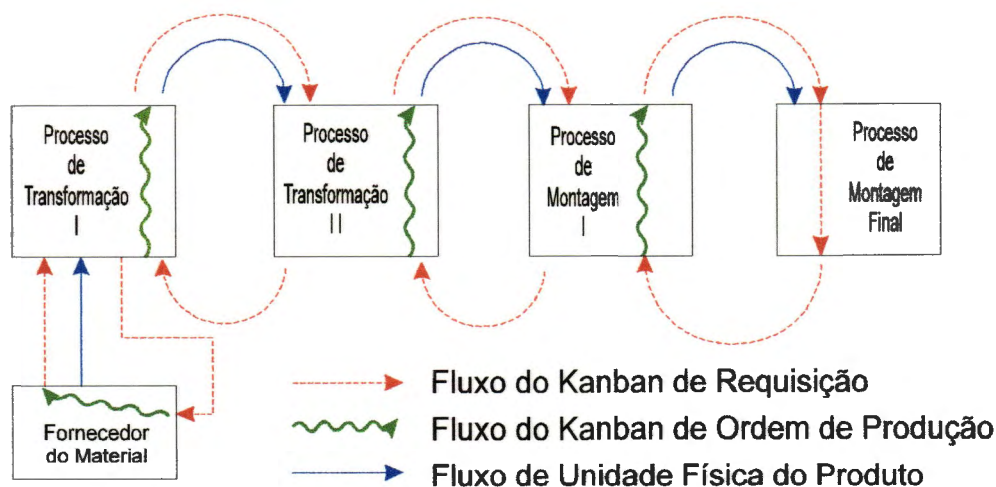 Processo
de
Transformação
I
Processo
de
Transformação
II
Processo
de
Montagem
I
Processo
de
Montagem
Final
Fornecedor
do Material
Fluxo do Kanban de Requisição
Fluxo do Kanban de Ordem de Produção
Fluxo de Unidade Física do Produto